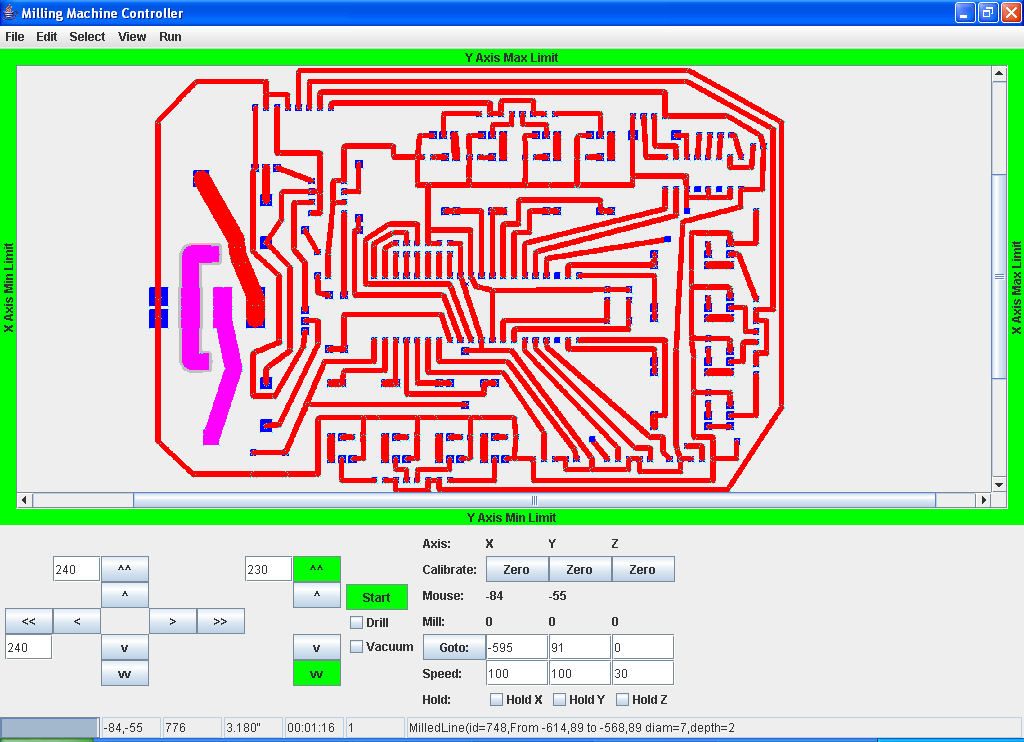 Milling Machine Controller
File Edit Select View Run
Y Axis Max Limit
X Axis Min Limit
X Axis Max Limit
Y Axis Min Limit
Axis: X Y Z
240 ^^ 230 ^^ Calibrate: Zero Zero Zero
^ ^ Start Mouse: -84 -55
<< < > >> Drill Mill: 0 0 0
240 v v Vacuum Goto: -595 91 0
vv vv Speed: 100 100 30
Hold: Hold X Hold Y Hold Z
-84,-55 776 3.180" 00:01:16 1 MilledLine(id=748,From -614,89 to -568,89 diam=7,depth=2